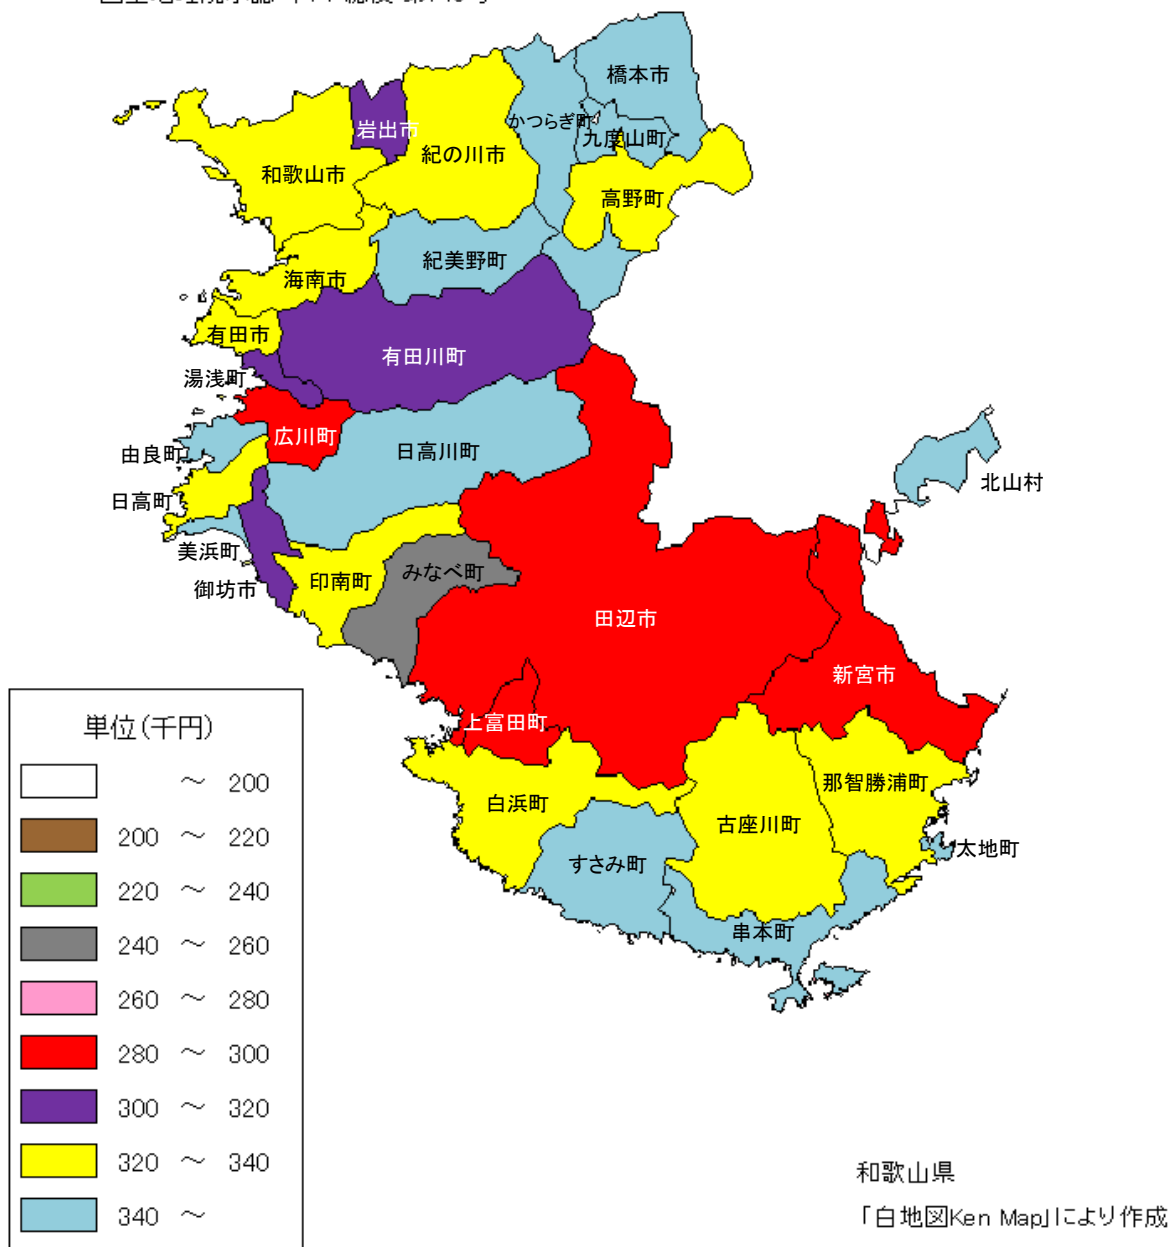 橋本市
かつらぎ町
岩出市
九度山町
紀の川市
和歌山市
高野町
紀美野町
海南市
有田市
有田川町
湯浅町
広川町
日高川町
由良町
北山村
日高町
美浜町
みなべ町
印南町
御坊市
田辺市
新宮市
上富田町
那智勝浦町
白浜町
古座川町
太地町
すさみ町
串本町
単位(千円)
～ 200
200 ～ 220
220 ～ 240
240 ～ 260
260 ～ 280
280 ～ 300
300 ～ 320
320 ～ 340
340 ～
和歌山県
「白地図Ken Map」により作成